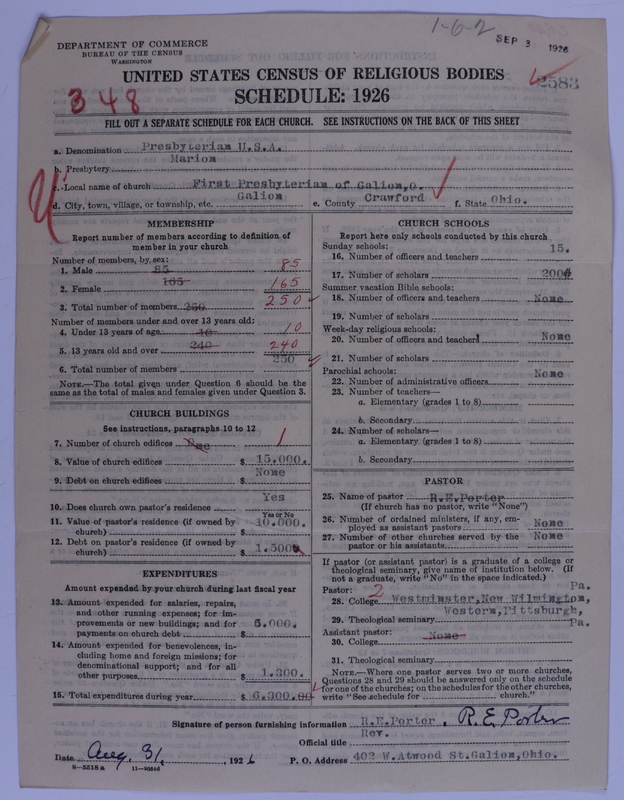 1-6-2
SEP 3 1926
DEPARTMENT OF COMMERCE
BUREAU OF THE CENSUS
WASHINGTON
2583
UNITED STATES CENSUS OF RELIGIOUS BODIES
348
SCHEDULE: 1926
FILL OUT A SEPARATE SCHEDULE FOR EACH CHURCH. SEE INSTRUCTIONS ON THE BACK OF THIS SHEET
a. Denomination Presbyterian U.S.A.
b. Presbytery Marion
c. Local name of church First Presbyterian of Galion,O.
d. City, town, village, or township, etc. Galion e. County Crawford f. State Ohio.
MEMBERSHIP
Report number of members according to definition of
member in your church
Number of members, by sex:
1. Male 85 85
2. Female 165 165
3. Total number of members 250 250
Number of members under and over 13 years old:
4. Under 13 years of age 10 10
5. 13 years old and over 240 240
6. Total number of members 250
NOTE.—The total given under Question 6 should be the
same as the total of males and females given under Question 3.
CHURCH BUILDINGS
See instructions, paragraphs 10 to 12
7. Number of church edifices One 1
8. Value of church edifices $ 15.000.
9. Debt on church edifices $ None
10. Does church own pastor's residence Yes
Yes or No
11. Value of pastor's residence (if owned by
church) $ 10.000.
12. Debt on pastor's residence (if owned by
church) $ 1.500
EXPENDITURES
Amount expended by your church during last fiscal year
13. Amount expended for salaries, repairs,
and other running expenses; for im-
provements or new buildings; and for
payments on church debt $ 5.000.
14. Amount expended for benevolences, in-
cluding home and foreign missions; for
denominational support; and for all
other purposes $ 1.300.
15. Total expenditures during year $ 6.300.00
CHURCH SCHOOLS
Report here only schools conducted by this church
Sunday schools:
16. Number of officers and teachers 15.
17. Number of scholars 200
Summer vacation Bible schools:
18. Number of officers and teachers None
19. Number of scholars
Week-day religious schools:
20. Number of officers and teachers None
21. Number of scholars
Parochial schools:
22. Number of administrative officers None
23. Number of teachers—
a. Elementary (grades 1 to 8)
b. Secondary
24. Number of scholars—
a. Elementary (grades 1 to 8)
b. Secondary
PASTOR
25. Name of pastor R.E.Porter
(If church has no pastor, write "None")
26. Number of ordained ministers, if any, em-
ployed as assistant pastors None
27. Number of other churches served by the
pastor or his assistants None
If pastor (or assistant pastor) is a graduate of a college or
theological seminary, give name of institution below. (If
not a graduate, write "No" in the space indicated.)
Pastor: 2 Pa.
28. College Westminster,New Wilmington,
29. Theological seminary Western,Pittsburgh,
Pa.
Assistant pastor:
30. College None
31. Theological seminary
NOTE.—Where one pastor serves two or more churches,
Questions 28 and 29 should be answered only on the schedule
for one of the churches; on the schedules for the other churches,
write "See schedule for church."
Signature of person furnishing information R.E.Porter . R. E. Porter
Official title Rev.
Date Aug. 31, 1926 P. O. Address 402 W.Atwood St.Galion,Ohio.
8-5518 a